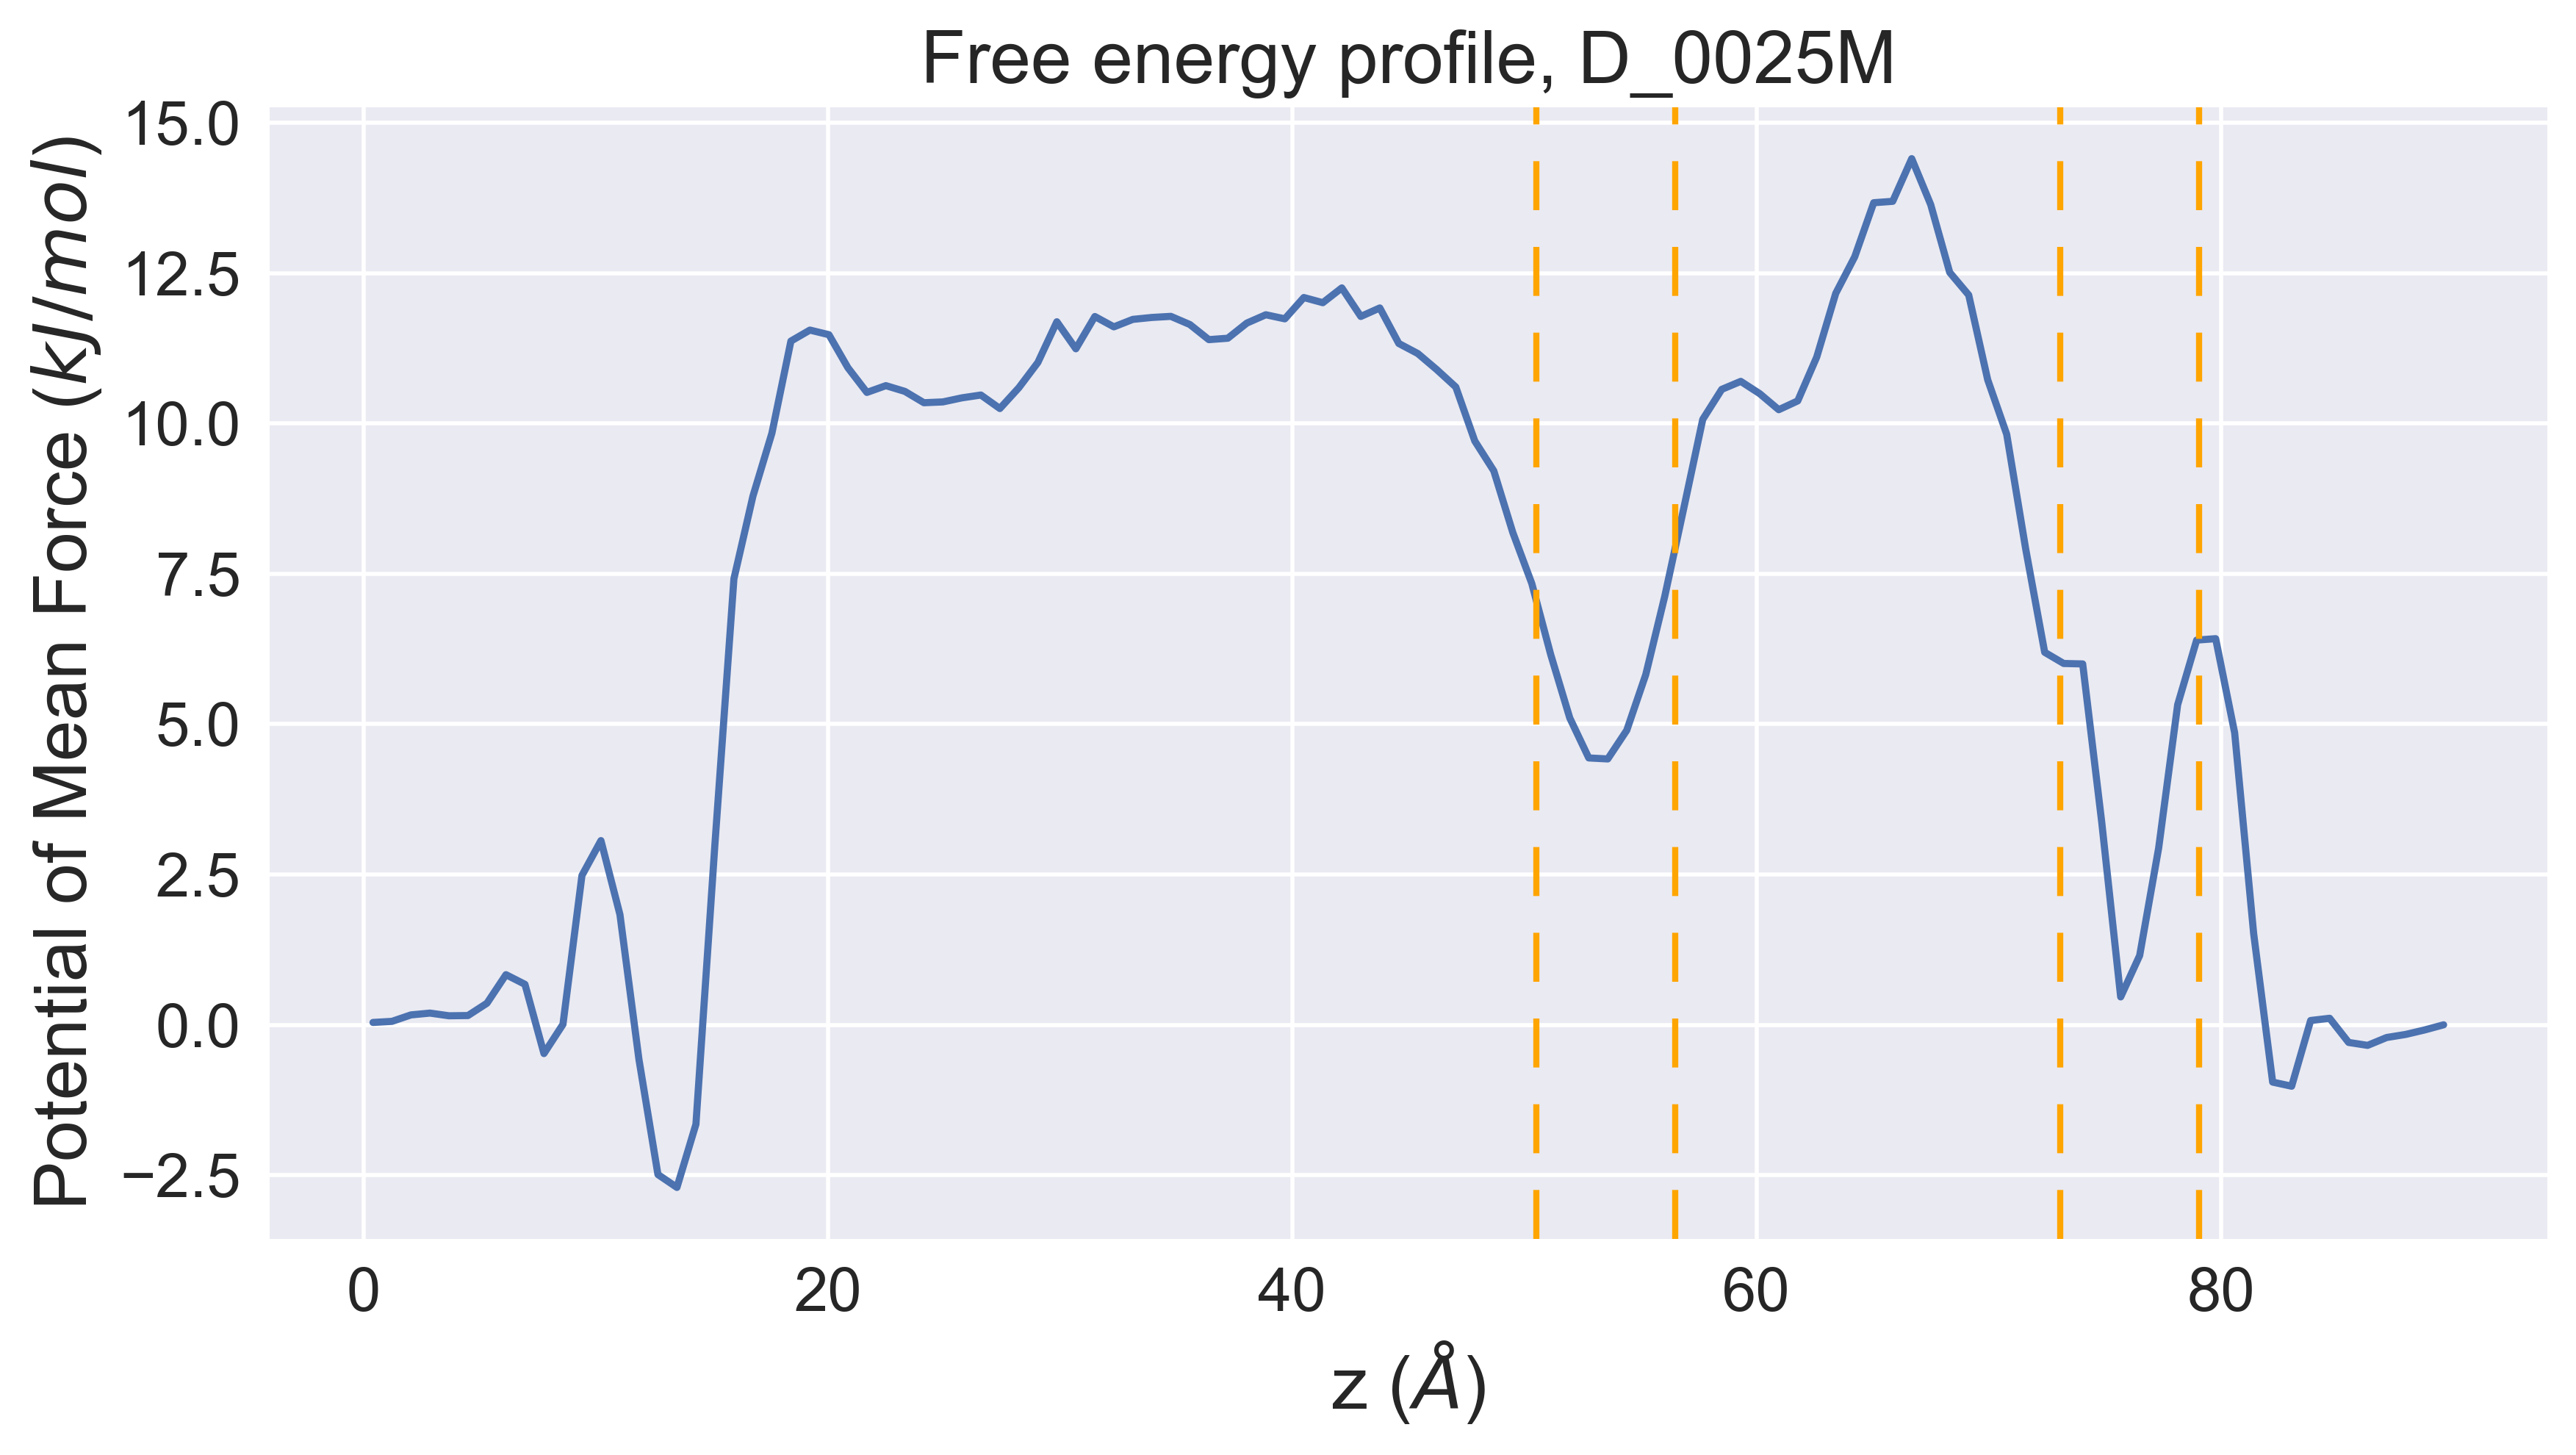 Free energy profile, D_0025M
Potential of Mean Force (kJ/mol)
15.0
12.5
10.0
7.5
5.0
2.5
0.0
−2.5
0 20 40 60 80
z (Å)